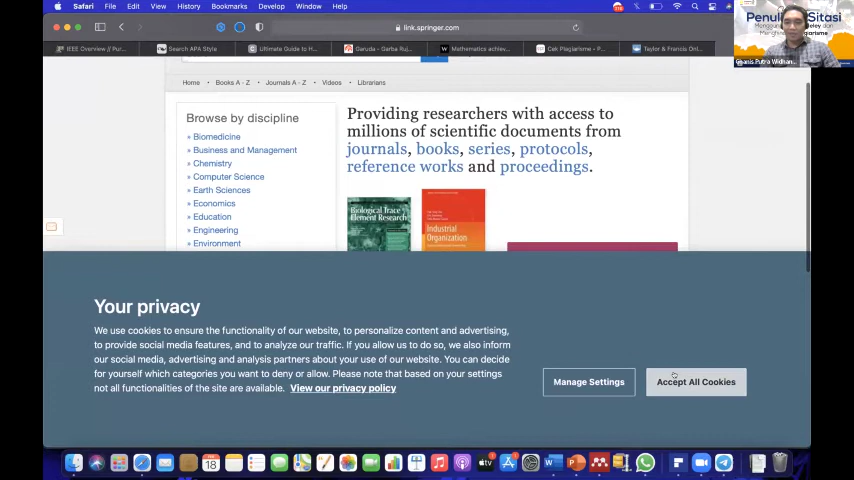 Safari File Edit View History Bookmarks Develop Window Help
link.springer.com
IEEE Overview // Pur...
Search APA Style
Ultimate Guide to H...
Garuda - Garba Ruj...
Mathematics achiev...
Cek Plagiarisme - P...
Taylor & Francis Onl...
Home • Books A - Z • Journals A - Z • Videos • Librarians
Browse by discipline
» Biomedicine
» Business and Management
» Chemistry
» Computer Science
» Earth Sciences
» Economics
» Education
» Engineering
» Environment
Providing researchers with access to
millions of scientific documents from
journals, books, series, protocols,
reference works and proceedings.
Biological Trace
Element Research
Industrial
Organization
Your privacy
We use cookies to ensure the functionality of our website, to personalize content and advertising,
to provide social media features, and to analyze our traffic. If you allow us to do so, we also inform
our social media, advertising and analysis partners about your use of our website. You can decide
for yourself which categories you want to deny or allow. Please note that based on your settings
not all functionalities of the site are available. View our privacy policy
Manage Settings
Accept All Cookies
18